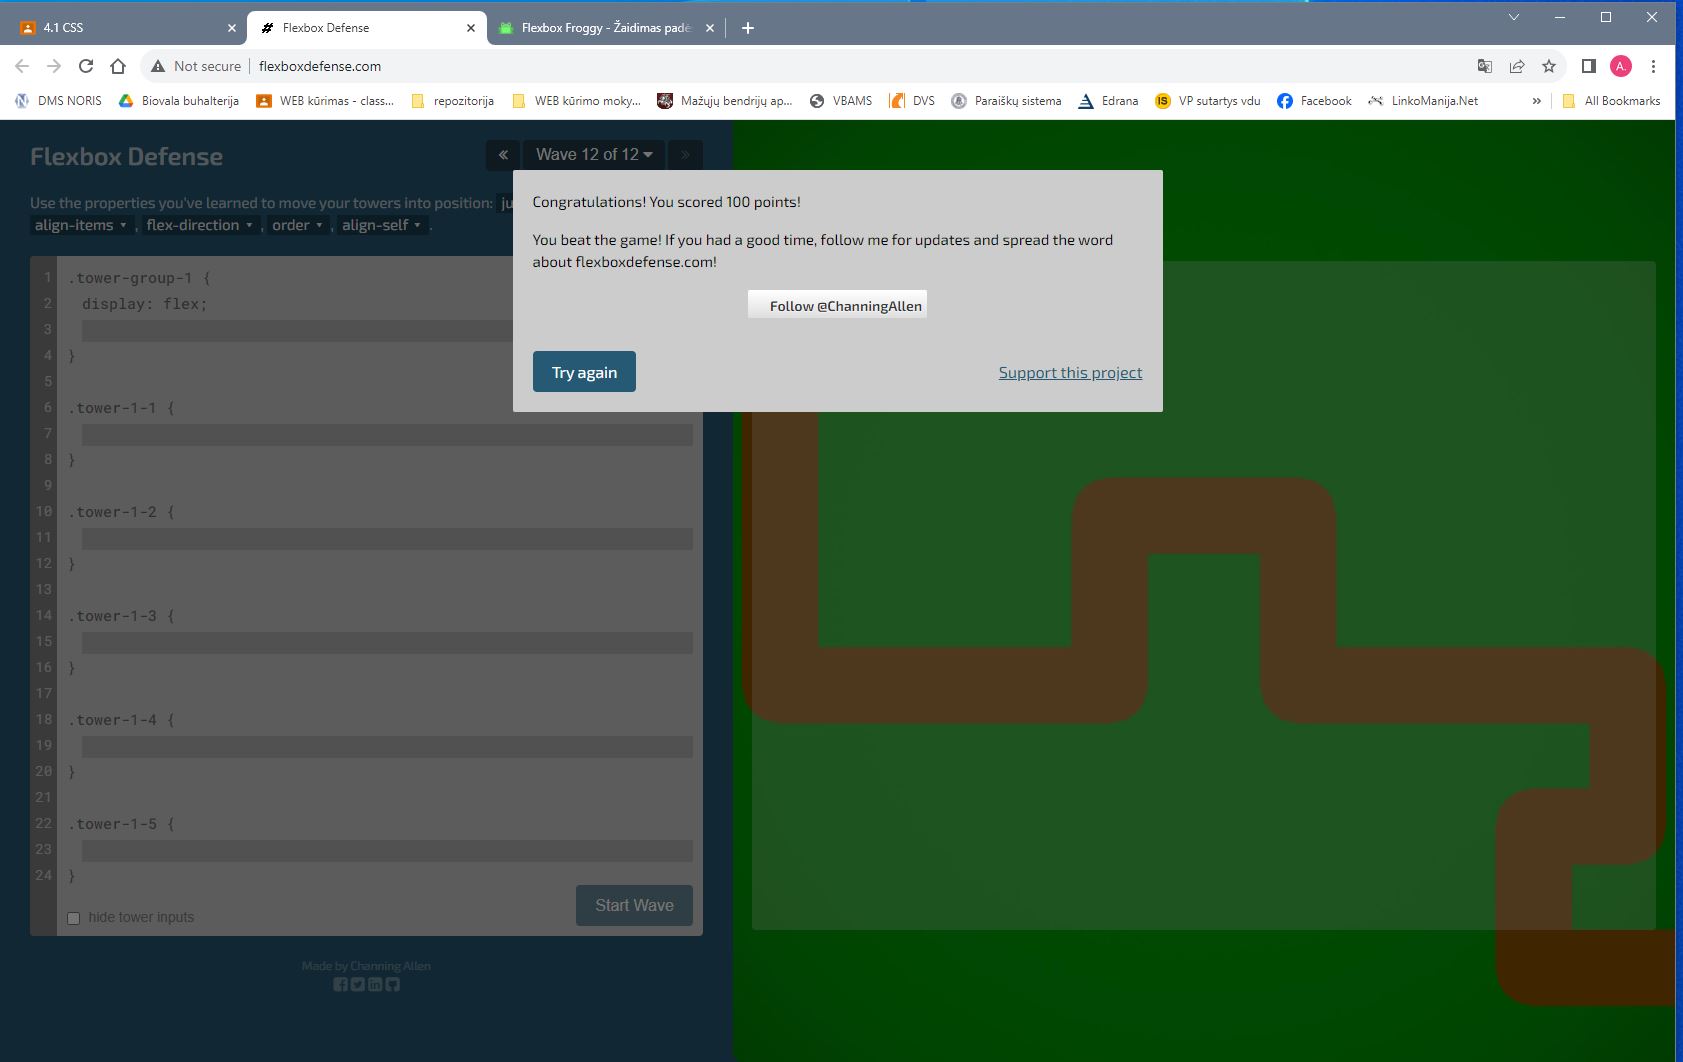 4.1 CSS
Flexbox Defense
Flexbox Froggy - Žaidimas padė
Not secure
flexboxdefense.com
A.
DMS NORIS
Biovala buhalterija
WEB kūrimas - class...
repozitorija
WEB kūrimo moky...
Mažųjų bendrijų ap...
VBAMS
DVS
Paraiškų sistema
Edrana
IS
VP sutartys vdu
Facebook
LinkoManija.Net
»
All Bookmarks
Flexbox Defense
«
Wave 12 of 12
»
Use the properties you've learned to move your towers into position: ju
align-items ▾ , flex-direction ▾ , order ▾ , align-self ▾ .
Congratulations! You scored 100 points!
You beat the game! If you had a good time, follow me for updates and spread the word
about flexboxdefense.com!
Follow @ChanningAllen
Try again
Support this project
1 .tower-group-1 {
2 display: flex;
3
4 }
5
6 .tower-1-1 {
7
8 }
9
10 .tower-1-2 {
11
12 }
13
14 .tower-1-3 {
15
16 }
17
18 .tower-1-4 {
19
20 }
21
22 .tower-1-5 {
23
24 }
hide tower inputs
Start Wave
Made by Channing Allen